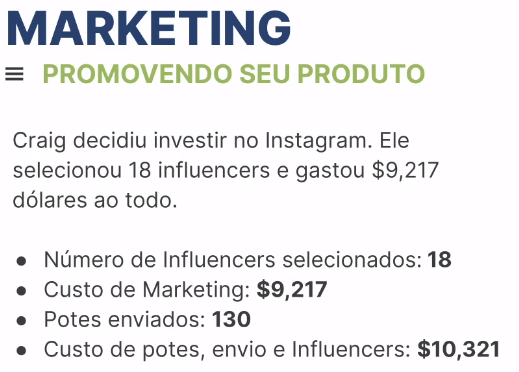 MARKETING
PROMOVENDO SEU PRODUTO
Craig decidiu investir no Instagram. Ele
selecionou 18 influencers e gastou $9,217
dólares ao todo.
● Número de Influencers selecionados: 18
● Custo de Marketing: $9,217
● Potes enviados: 130
● Custo de potes, envio e Influencers: $10,321